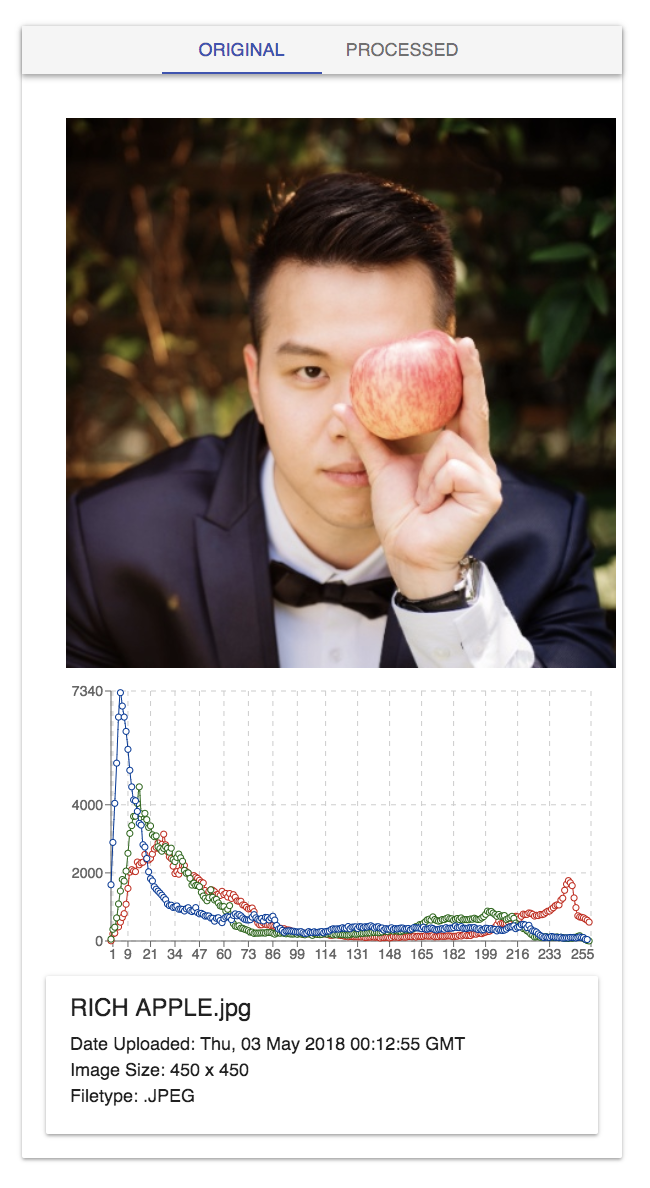 ORIGINAL PROCESSED
7340
4000
2000
0
1 9 21 34 47 60 73 86 99 114 131 148 165 182 199 216 233 255
RICH APPLE.jpg
Date Uploaded: Thu, 03 May 2018 00:12:55 GMT
Image Size: 450 x 450
Filetype: .JPEG